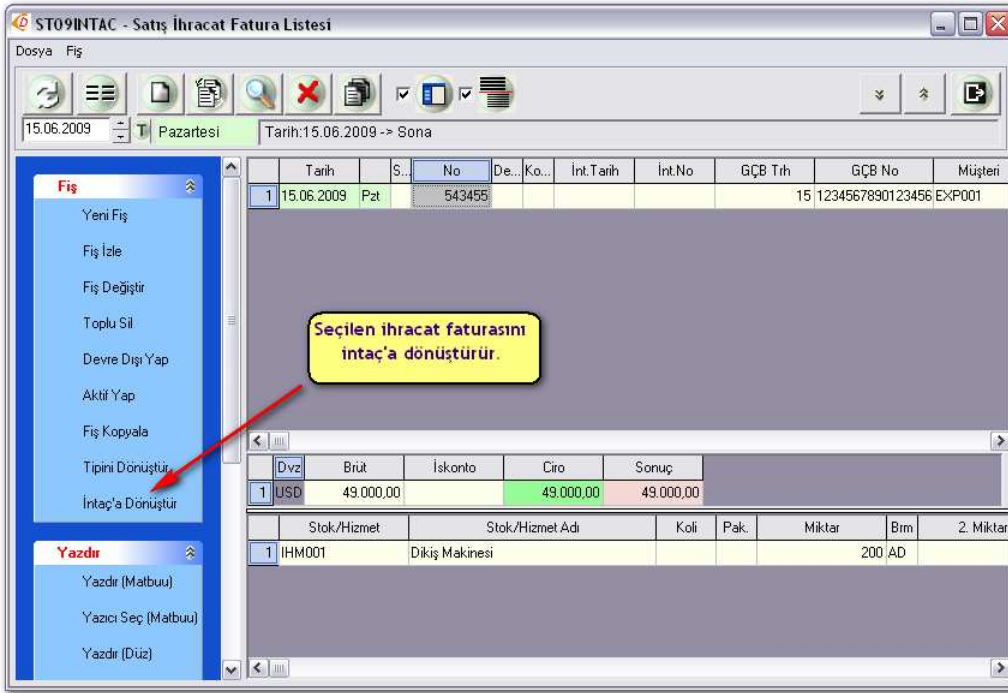 ST09INTAC - Satış İhracat Fatura Listesi
Dosya Fiş
15.06.2009 T Pazartesi Tarih:15.06.2009 -> Sona
Tarih S... No De... Ko... İnt.Tarih İnt.No GÇB Trh GÇB No Müşteri
1 15.06.2009 Pzt 543455 15 1234567890123456 EXP001
Fiş
Yeni Fiş
Fiş İzle
Fiş Değiştir
Toplu Sil
Devre Dışı Yap
Aktif Yap
Fiş Kopyala
Tipini Dönüştür
İntaç'a Dönüştür
Seçilen ihracat faturasını
intaç'a dönüştürür.
Dvz Brüt İskonto Ciro Sonuç
1 USD 49.000,00 49.000,00 49.000,00
Stok/Hizmet Stok/Hizmet Adı Koli Pak. Miktar Brm 2. Miktar
1 IHM001 Dikiş Makinesi 200 AD
Yazdır
Yazdır (Matbuu)
Yazıcı Seç (Matbuu)
Yazdır (Düz)